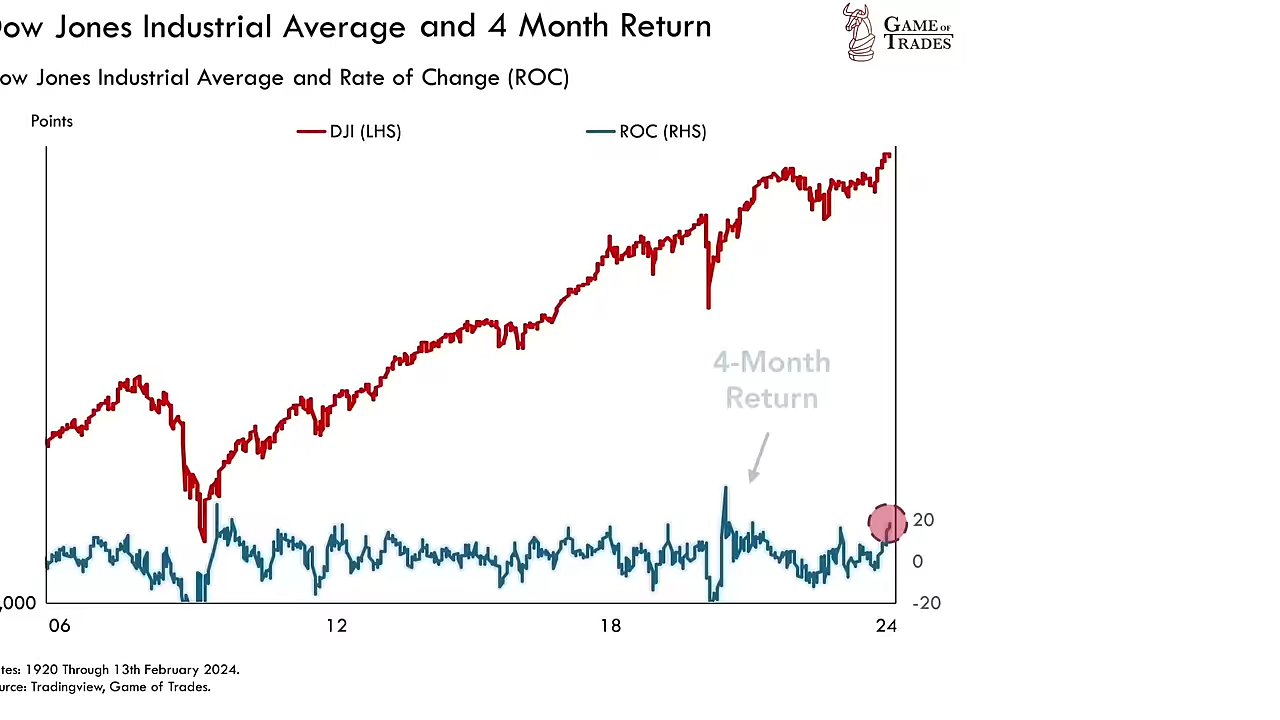 ow Jones Industrial Average and 4 Month Return
GAME OF
TRADES
ow Jones Industrial Average and Rate of Change (ROC)
Points
DJI (LHS)
ROC (RHS)
4-Month
Return
20
0
,000
-20
06
12
18
24
tes: 1920 Through 13th February 2024.
urce: Tradingview, Game of Trades.